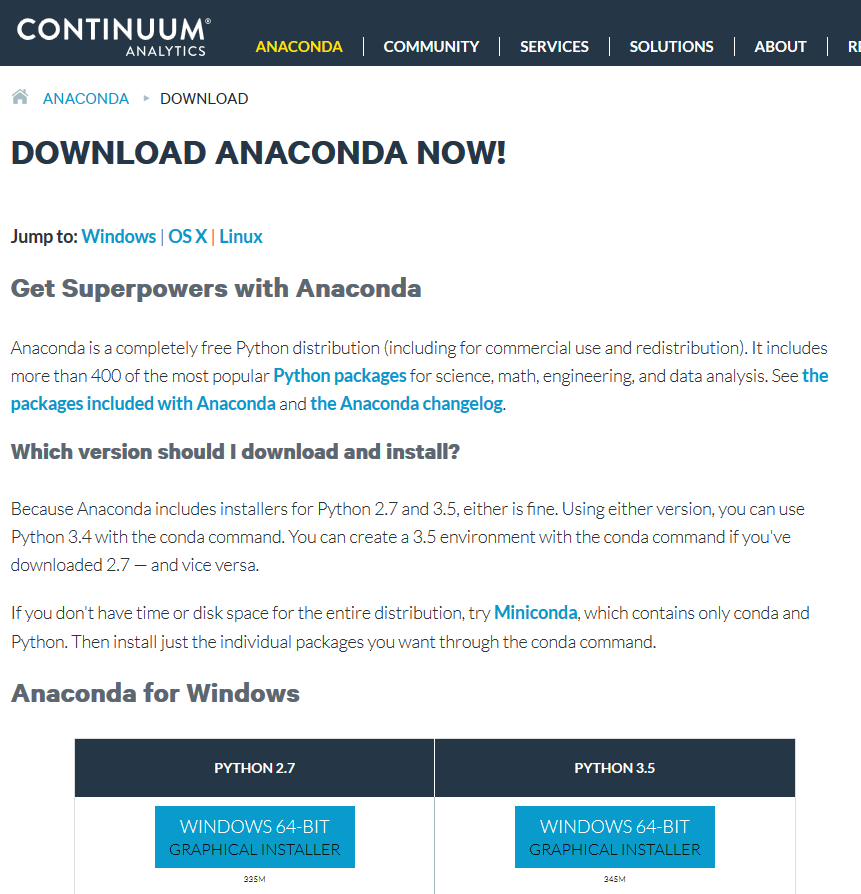 CONTINUUM®
ANALYTICS
ANACONDA | COMMUNITY | SERVICES | SOLUTIONS | ABOUT |
ANACONDA ▸ DOWNLOAD
DOWNLOAD ANACONDA NOW!
Jump to: Windows | OS X | Linux
Get Superpowers with Anaconda
Anaconda is a completely free Python distribution (including for commercial use and redistribution). It includes
more than 400 of the most popular Python packages for science, math, engineering, and data analysis. See the
packages included with Anaconda and the Anaconda changelog.
Which version should I download and install?
Because Anaconda includes installers for Python 2.7 and 3.5, either is fine. Using either version, you can use
Python 3.4 with the conda command. You can create a 3.5 environment with the conda command if you've
downloaded 2.7 — and vice versa.
If you don't have time or disk space for the entire distribution, try Miniconda, which contains only conda and
Python. Then install just the individual packages you want through the conda command.
Anaconda for Windows
PYTHON 2.7 PYTHON 3.5
WINDOWS 64-BIT WINDOWS 64-BIT
GRAPHICAL INSTALLER GRAPHICAL INSTALLER
335M 345M